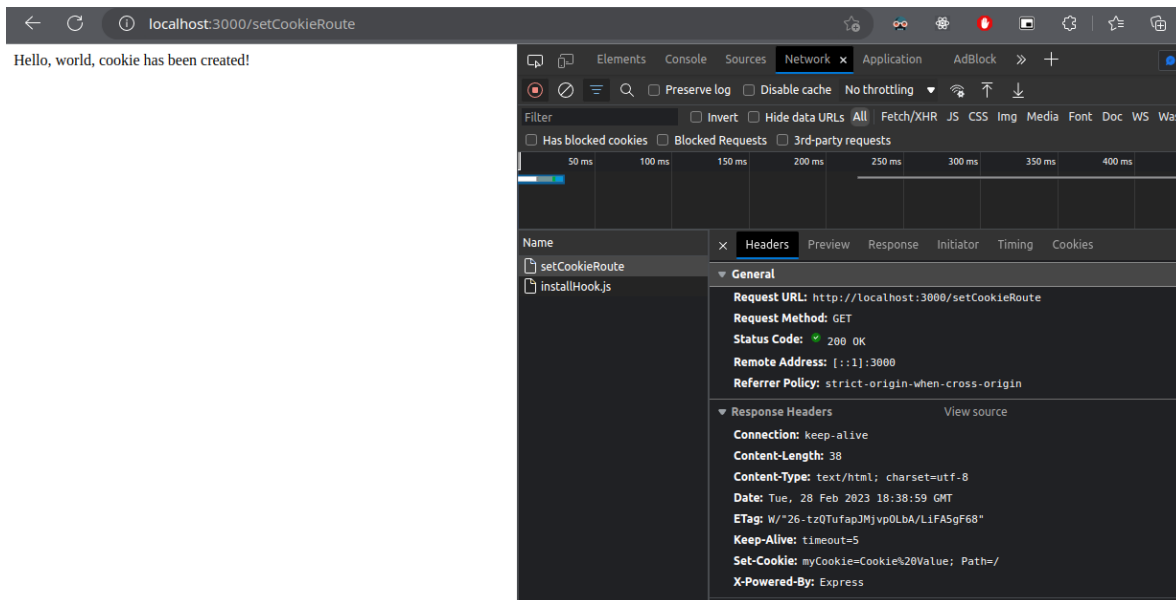 localhost:3000/setCookieRoute
Hello, world, cookie has been created!
Elements Console Sources Network × Application AdBlock » +
Preserve log Disable cache No throttling
Filter Invert Hide data URLs All Fetch/XHR JS CSS Img Media Font Doc WS Was
Has blocked cookies Blocked Requests 3rd-party requests
50 ms 100 ms 150 ms 200 ms 250 ms 300 ms 350 ms 400 ms
Name × Headers Preview Response Initiator Timing Cookies
setCookieRoute
installHook.js
General
Request URL: http://localhost:3000/setCookieRoute
Request Method: GET
Status Code: 200 OK
Remote Address: [::1]:3000
Referrer Policy: strict-origin-when-cross-origin
Response Headers View source
Connection: keep-alive
Content-Length: 38
Content-Type: text/html; charset=utf-8
Date: Tue, 28 Feb 2023 18:38:59 GMT
ETag: W/"26-tzQTufapJMjvpOLbA/LiFA5gF68"
Keep-Alive: timeout=5
Set-Cookie: myCookie=Cookie%20Value; Path=/
X-Powered-By: Express